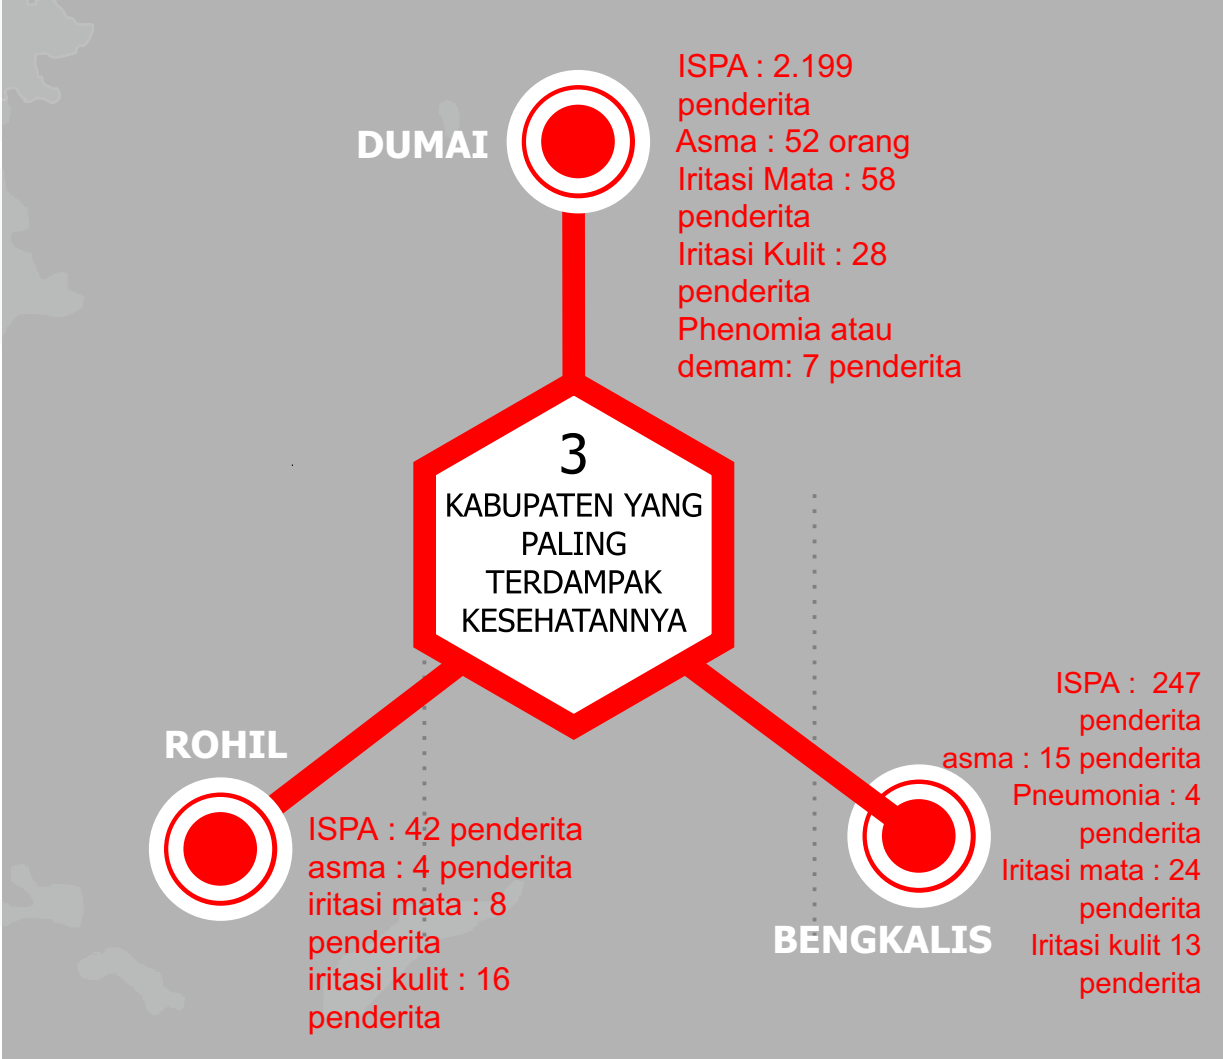 DUMAI
ISPA : 2.199
penderita
Asma : 52 orang
Iritasi Mata : 58
penderita
Iritasi Kulit : 28
penderita
Phenomia atau
demam: 7 penderita
3
KABUPATEN YANG
PALING
TERDAMPAK
KESEHATANNYA
ROHIL
ISPA : 42 penderita
asma : 4 penderita
iritasi mata : 8
penderita
iritasi kulit : 16
penderita
BENGKALIS
ISPA :  247
penderita
asma : 15 penderita
Pneumonia : 4
penderita
Iritasi mata : 24
penderita
Iritasi kulit 13
penderita